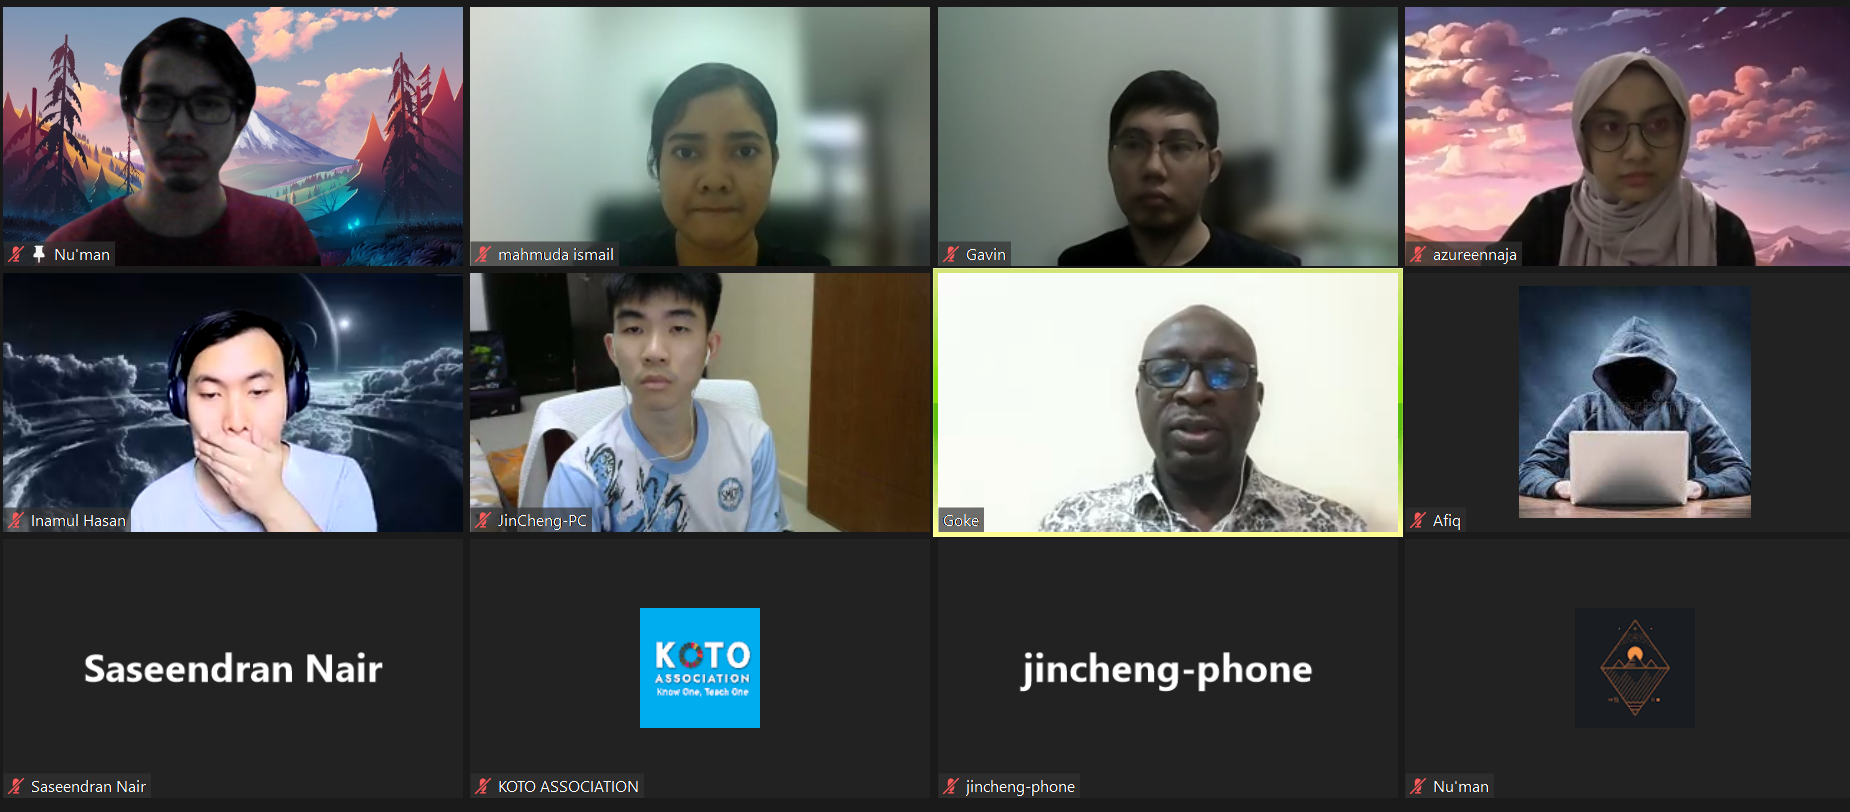 Nu'man
mahmuda ismail
Gavin
azureennaja
Inamul Hasan
JinCheng-PC
Goke
Afiq
Saseendran Nair
KOTO
ASSOCIATION
Know One, Teach One
jincheng-phone
Saseendran Nair
KOTO ASSOCIATION
jincheng-phone
Nu'man